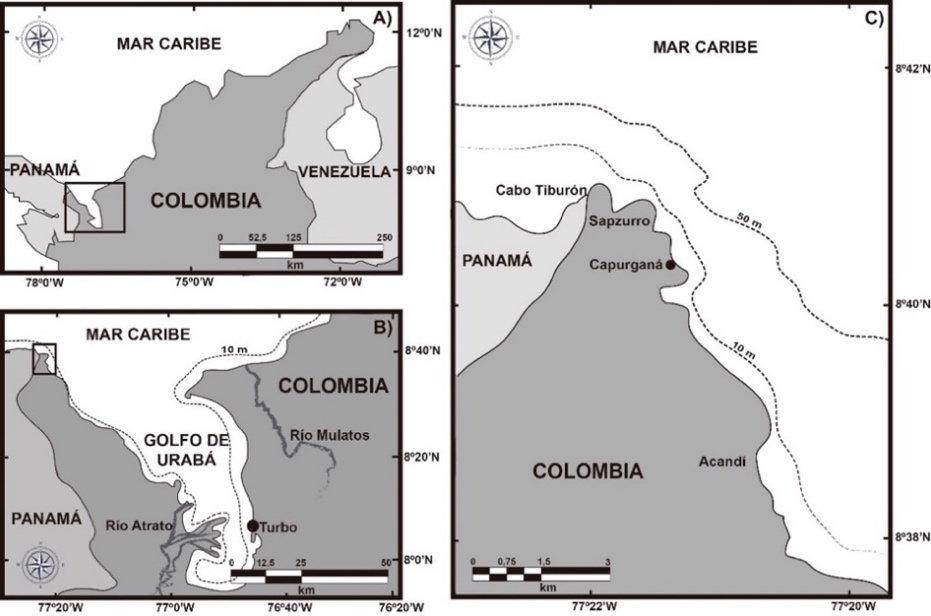 A)
MAR CARIBE
12°0'N
PANAMÁ
9°0'N
VENEZUELA
COLOMBIA
0 52,5 125 250
km
78°0'W 75°0'W 72°0'W
B)
MAR CARIBE
10 m
8°40'N
COLOMBIA
GOLFO DE
URABÁ
Río Mulatos
8°20'N
PANAMÁ
Río Atrato
Turbo
8°0'N
0 12,5 25 50
km
77°20'W 77°0'W 76°40'W 76°20'W
C)
MAR CARIBE
8°42'N
Cabo Tiburón
Sapzurro
50 m
PANAMÁ
Capurganá
8°40'N
10 m
COLOMBIA
Acandí
8°38'N
0 0,75 1,5 3
km
77°22'W 77°20'W